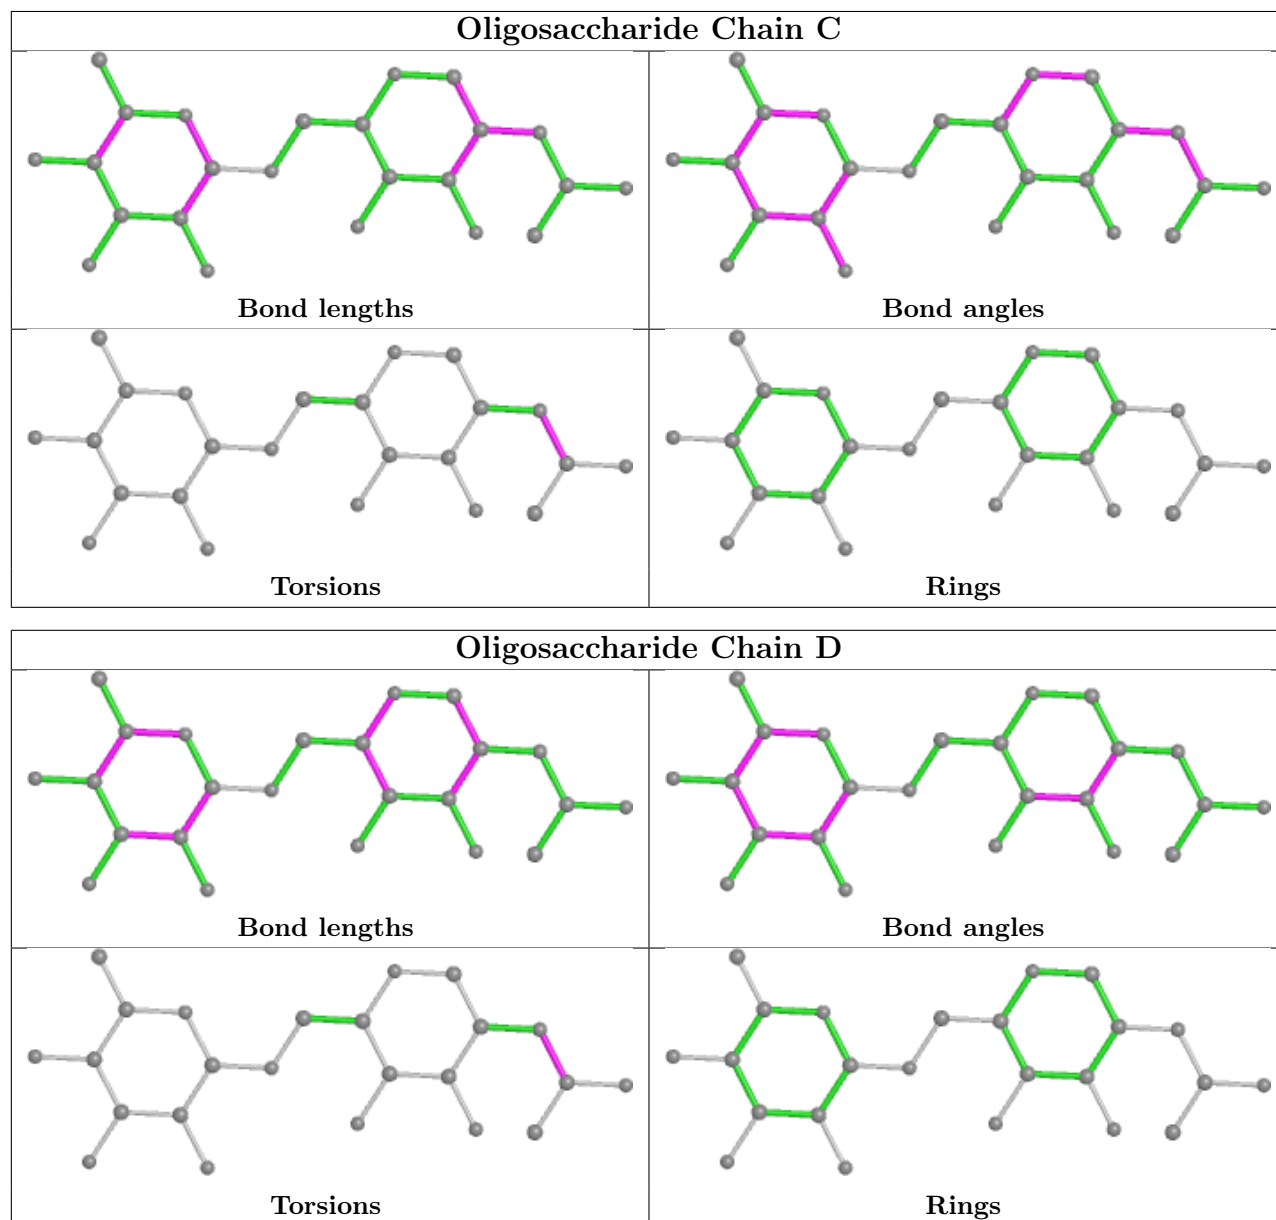 Oligosaccharide Chain C
Bond lengths
Bond angles
Torsions
Rings
Oligosaccharide Chain D
Bond lengths
Bond angles
Torsions
Rings